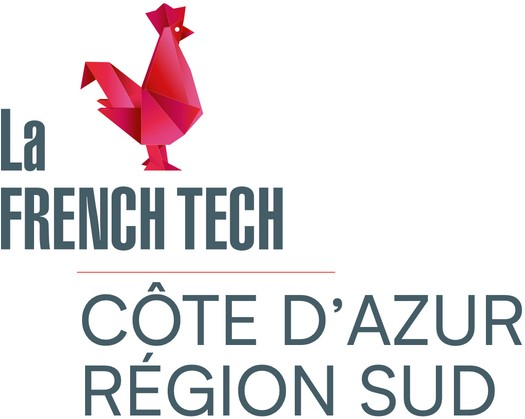 La
FRENCH TECH
CÔTE D’AZUR
RÉGION SUD